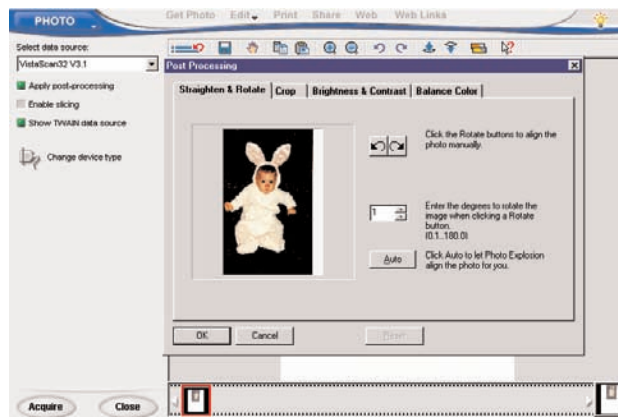 PHOTO
Get Photo Edit Print Share Web Web Links
Select data source:
VistaScan32 V3.1
Apply post-processing
Enable slicing
Show TWAIN data source
Change device type
Post Processing
Straighten & Rotate Crop Brightness & Contrast Balance Color
Click the Rotate buttons to align the
photo manually.
1
Enter the degrees to rotate the
image when clicking a Rotate
button.
(0.1..180.0)
Auto
Click Auto to let Photo Explosion
align the photo for you.
OK Cancel Reset
Acquire Close